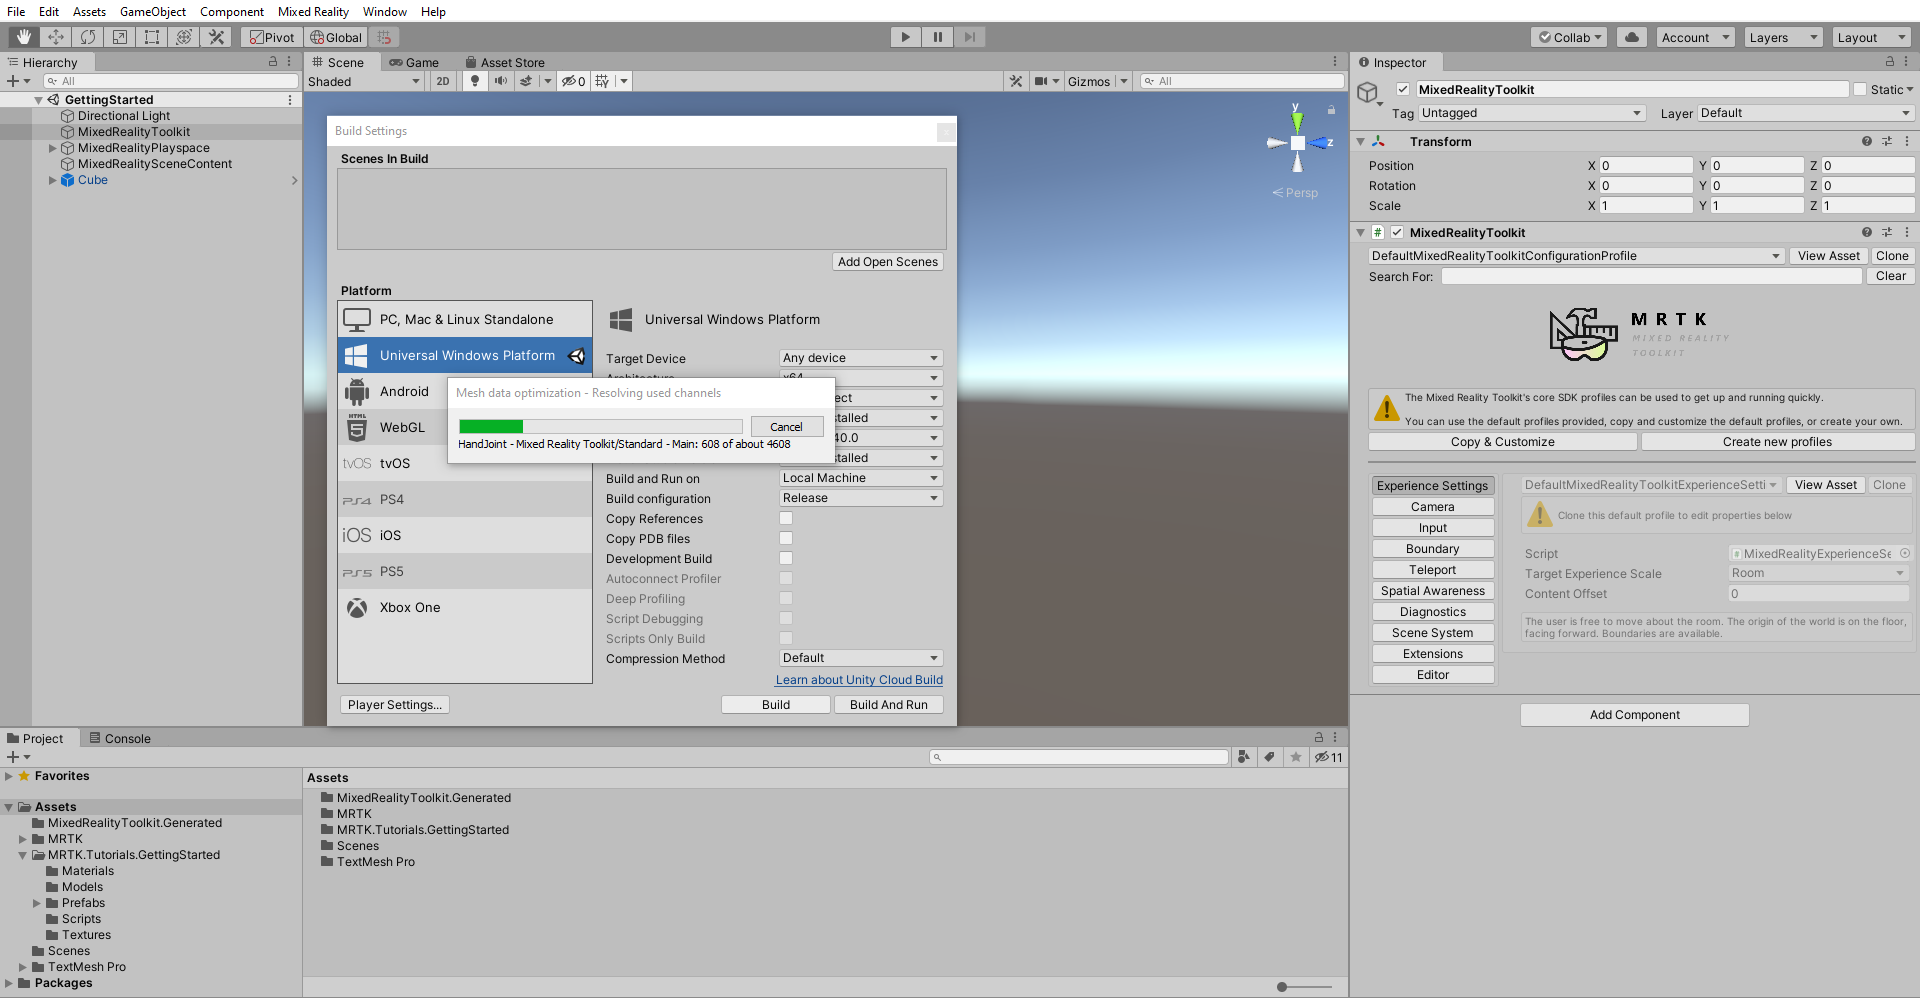 File Edit Assets GameObject Component Mixed Reality Window Help
Pivot Global Collab Account Layers Layout
Hierarchy
All
GettingStarted
Directional Light
MixedRealityToolkit
MixedRealityPlayspace
MixedRealitySceneContent
Cube
Scene Game Asset Store
Shaded 2D 0 Gizmos All
y
z
Persp
Build Settings
Scenes In Build
Add Open Scenes
Platform
PC, Mac & Linux Standalone
Universal Windows Platform
Android
HTML
WebGL
tvOS tvOS
PS4 PS4
iOS iOS
PS5 PS5
Xbox One
Universal Windows Platform
Target Device Any device
Mesh data optimization - Resolving used channels
Cancel
HandJoint - Mixed Reality Toolkit/Standard - Main: 608 of about 4608
Build and Run on Local Machine
Build configuration Release
Copy References
Copy PDB files
Development Build
Autoconnect Profiler
Deep Profiling
Script Debugging
Scripts Only Build
Compression Method Default
Learn about Unity Cloud Build
Player Settings... Build Build And Run
Inspector
MixedRealityToolkit Static
Tag Untagged Layer Default
Transform
Position X 0 Y 0 Z 0
Rotation X 0 Y 0 Z 0
Scale X 1 Y 1 Z 1
# MixedRealityToolkit
DefaultMixedRealityToolkitConfigurationProfile View Asset Clone
Search For: Clear
MRTK
MIXED REALITY
TOOLKIT
The Mixed Reality Toolkit's core SDK profiles can be used to get up and running quickly.
You can use the default profiles provided, copy and customize the default profiles, or create your own.
Copy & Customize Create new profiles
Experience Settings
Camera
Input
Boundary
Teleport
Spatial Awareness
Diagnostics
Scene System
Extensions
Editor
DefaultMixedRealityToolkitExperienceSetti View Asset Clone
Clone this default profile to edit properties below
Script MixedRealityExperienceSe
Target Experience Scale Room
Content Offset 0
The user is free to move about the room. The origin of the world is on the floor,
facing forward. Boundaries are available.
Add Component
Project Console
11
Favorites
Assets
MixedRealityToolkit.Generated
MRTK
MRTK.Tutorials.GettingStarted
Materials
Models
Prefabs
Scripts
Textures
Scenes
TextMesh Pro
Packages
Assets
MixedRealityToolkit.Generated
MRTK
MRTK.Tutorials.GettingStarted
Scenes
TextMesh Pro